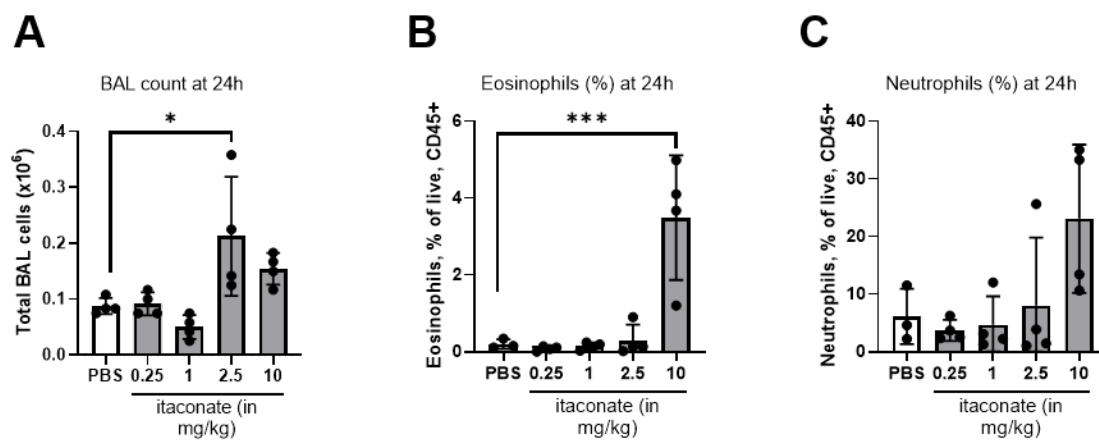 A
BAL count at 24h
Total BAL cells (x10⁶)
0.4
0.3
0.2
0.1
0.0
*
PBS 0.25 1 2.5 10
itaconate (in
mg/kg)
B
Eosinophils (%) at 24h
Eosinophils, % of live, CD45+
6
4
2
0
***
PBS 0.25 1 2.5 10
itaconate (in
mg/kg)
C
Neutrophils (%) at 24h
Neutrophils, % of live, CD45+
40
30
20
10
0
PBS 0.25 1 2.5 10
itaconate (in
mg/kg)